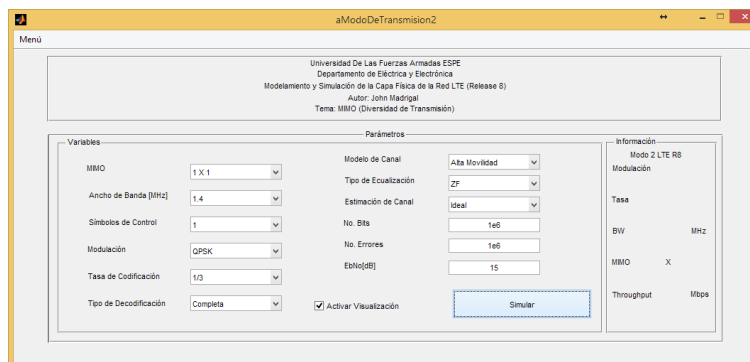 aModoDeTransmision2
Menú
Universidad De Las Fuerzas Armadas ESPE
Departamento de Eléctrica y Electrónica
Modelamiento y Simulación de la Capa Física de la Red LTE (Release 8)
Autor: John Madrigal
Tema: MIMO (Diversidad de Transmisión)
Parámetros
Variables
MIMO 1 X 1
Ancho de Banda [MHz] 1.4
Símbolos de Control 1
Modulación QPSK
Tasa de Codificación 1/3
Tipo de Decodificación Completa
Modelo de Canal Alta Movilidad
Tipo de Ecualización ZF
Estimación de Canal Ideal
No. Bits 1e6
No. Errores 1e6
EbNo[dB] 15
Activar Visualización Simular
Información
Modo 2 LTE R8
Modulación
Tasa
BW MHz
MIMO X
Throughput Mbps